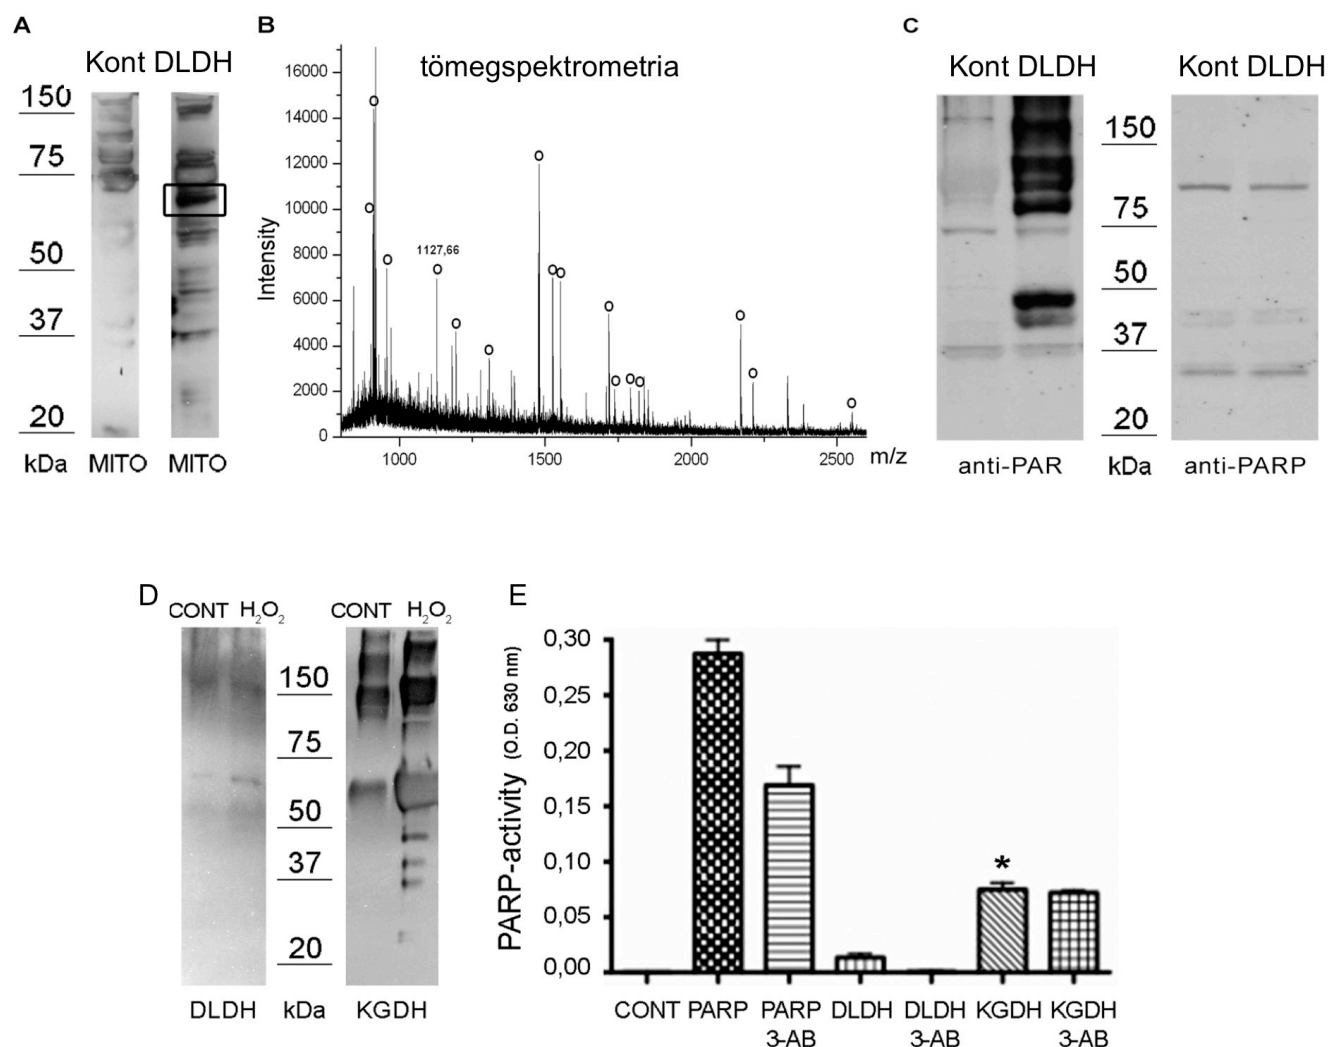 A
Kont DLDH
150
75
50
37
20
kDa MITO MITO
B
tömegspektrometria
Intensity
16000
14000
12000
10000
8000
6000
4000
2000
0
1127,66
1000 1500 2000 2500 m/z
C
Kont DLDH Kont DLDH
150
75
50
37
20
anti-PAR kDa anti-PARP
D
CONT H2O2 CONT H2O2
150
75
50
37
20
DLDH kDa KGDH
E
PARP-activity (O.D. 630 nm)
0,30
0,25
0,20
0,15
0,10
0,05
0,00
*
CONT PARP PARP DLDH DLDH KGDH KGDH
3-AB 3-AB 3-AB